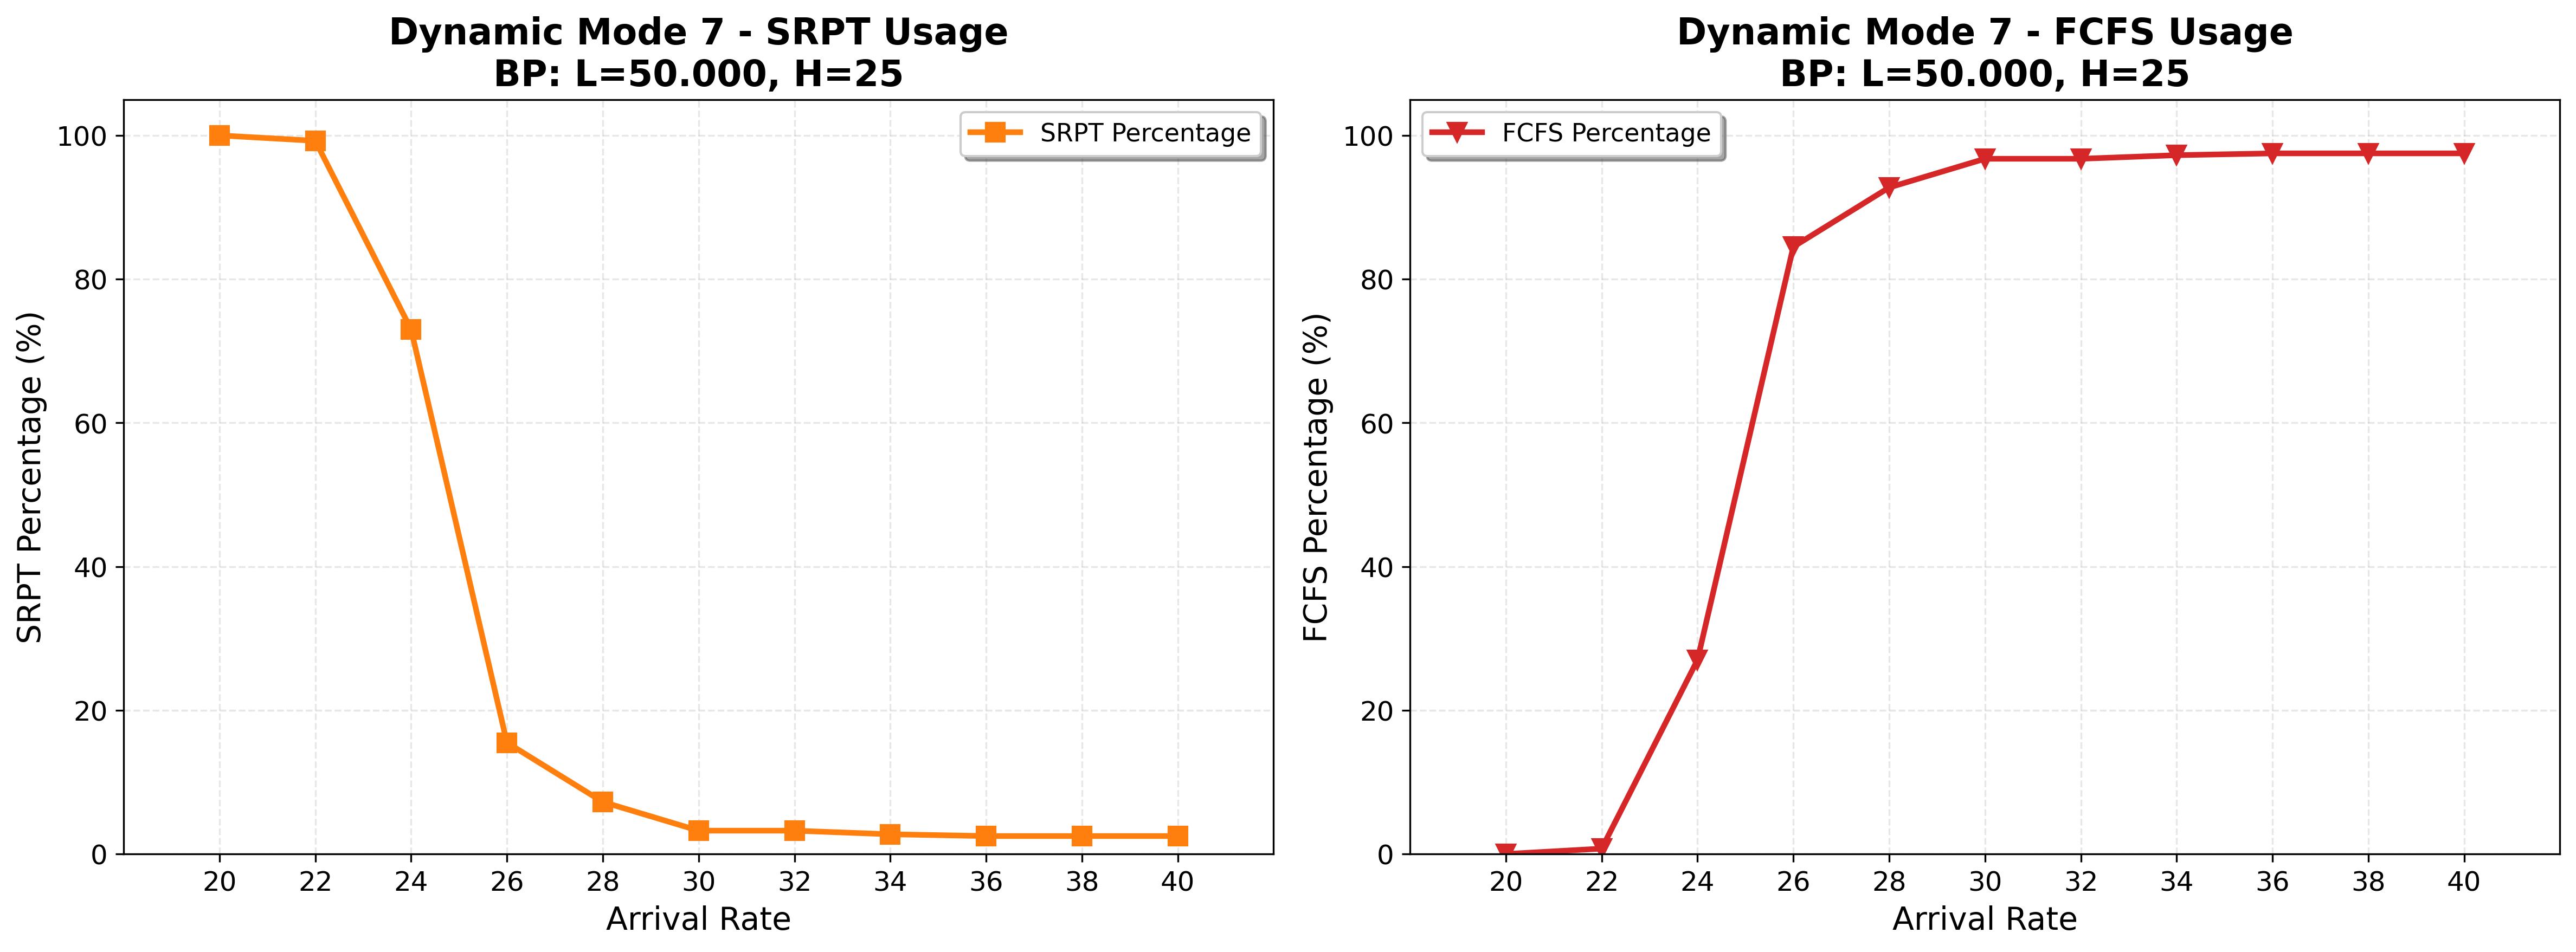 Dynamic Mode 7 - SRPT Usage
BP: L=50.000, H=25
SRPT Percentage
100
80
60
40
20
0
SRPT Percentage (%)
20 22 24 26 28 30 32 34 36 38 40
Arrival Rate
Dynamic Mode 7 - FCFS Usage
BP: L=50.000, H=25
FCFS Percentage
100
80
60
40
20
0
FCFS Percentage (%)
20 22 24 26 28 30 32 34 36 38 40
Arrival Rate